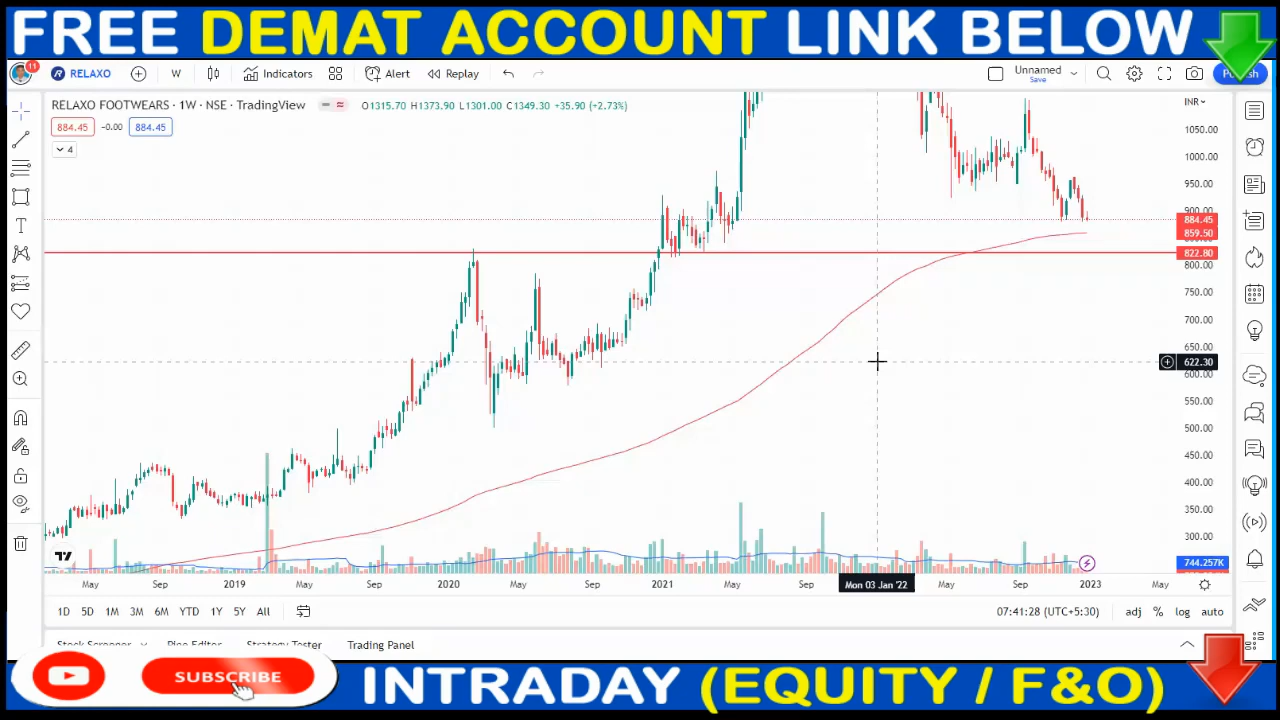 FREE DEMAT ACCOUNT LINK BELOW
11
RELAXO
W
Indicators
Alert
Replay
Unnamed
Save
Publish
RELAXO FOOTWEARS · 1W · NSE · TradingView
O1315.70 H1373.90 L1301.00 C1349.30 +35.90 (+2.73%)
INR
884.45
-0.00
884.45
4
1050.00
1000.00
950.00
900.00
884.45
859.50
822.80
800.00
750.00
700.00
650.00
622.30
600.00
550.00
500.00
450.00
400.00
350.00
300.00
744.257K
May
Sep
2019
May
Sep
2020
May
Sep
2021
May
Sep
Mon 03 Jan '22
May
Sep
2023
May
1D
5D
1M
3M
6M
YTD
1Y
5Y
All
07:41:28 (UTC+5:30)
adj
%
log
auto
Stock Screener
Pine Editor
Strategy Tester
Trading Panel
SUBSCRIBE
INTRADAY (EQUITY / F&O)